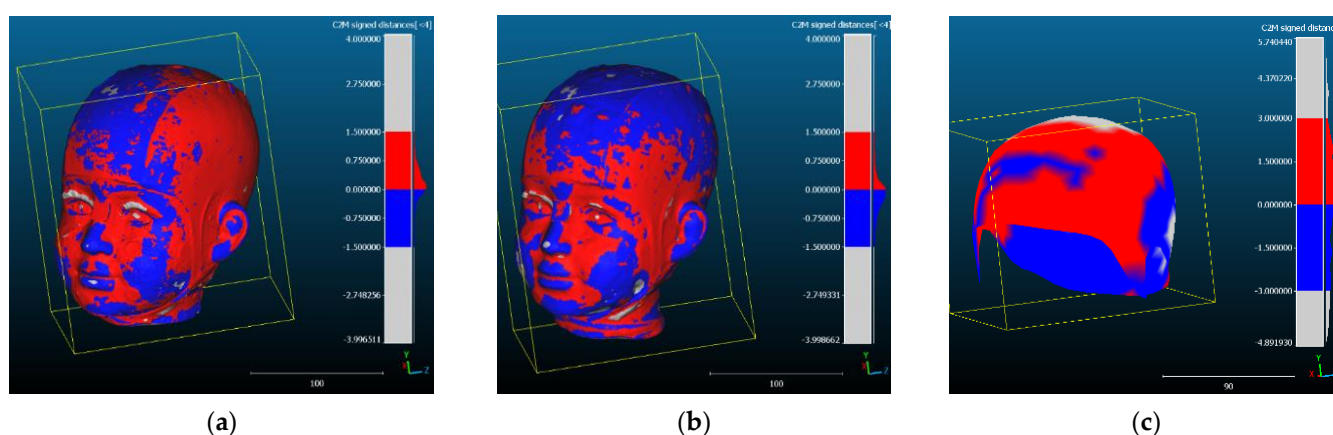 C2M signed distances[ <4]
4.000000
2.750000
1.500000
0.750000
0.000000
-0.750000
-1.500000
-2.748256
-3.996511
Y
X
Z
100
(a)
C2M signed distances[ <4]
4.000000
2.750000
1.500000
0.750000
0.000000
-0.750000
-1.500000
-2.749331
-3.998662
Y
X
Z
100
(b)
C2M signed distanc
5.740440
4.370220
3.000000
1.500000
0.000000
-1.500000
-3.000000
-4.891930
Y
X
90
(c)